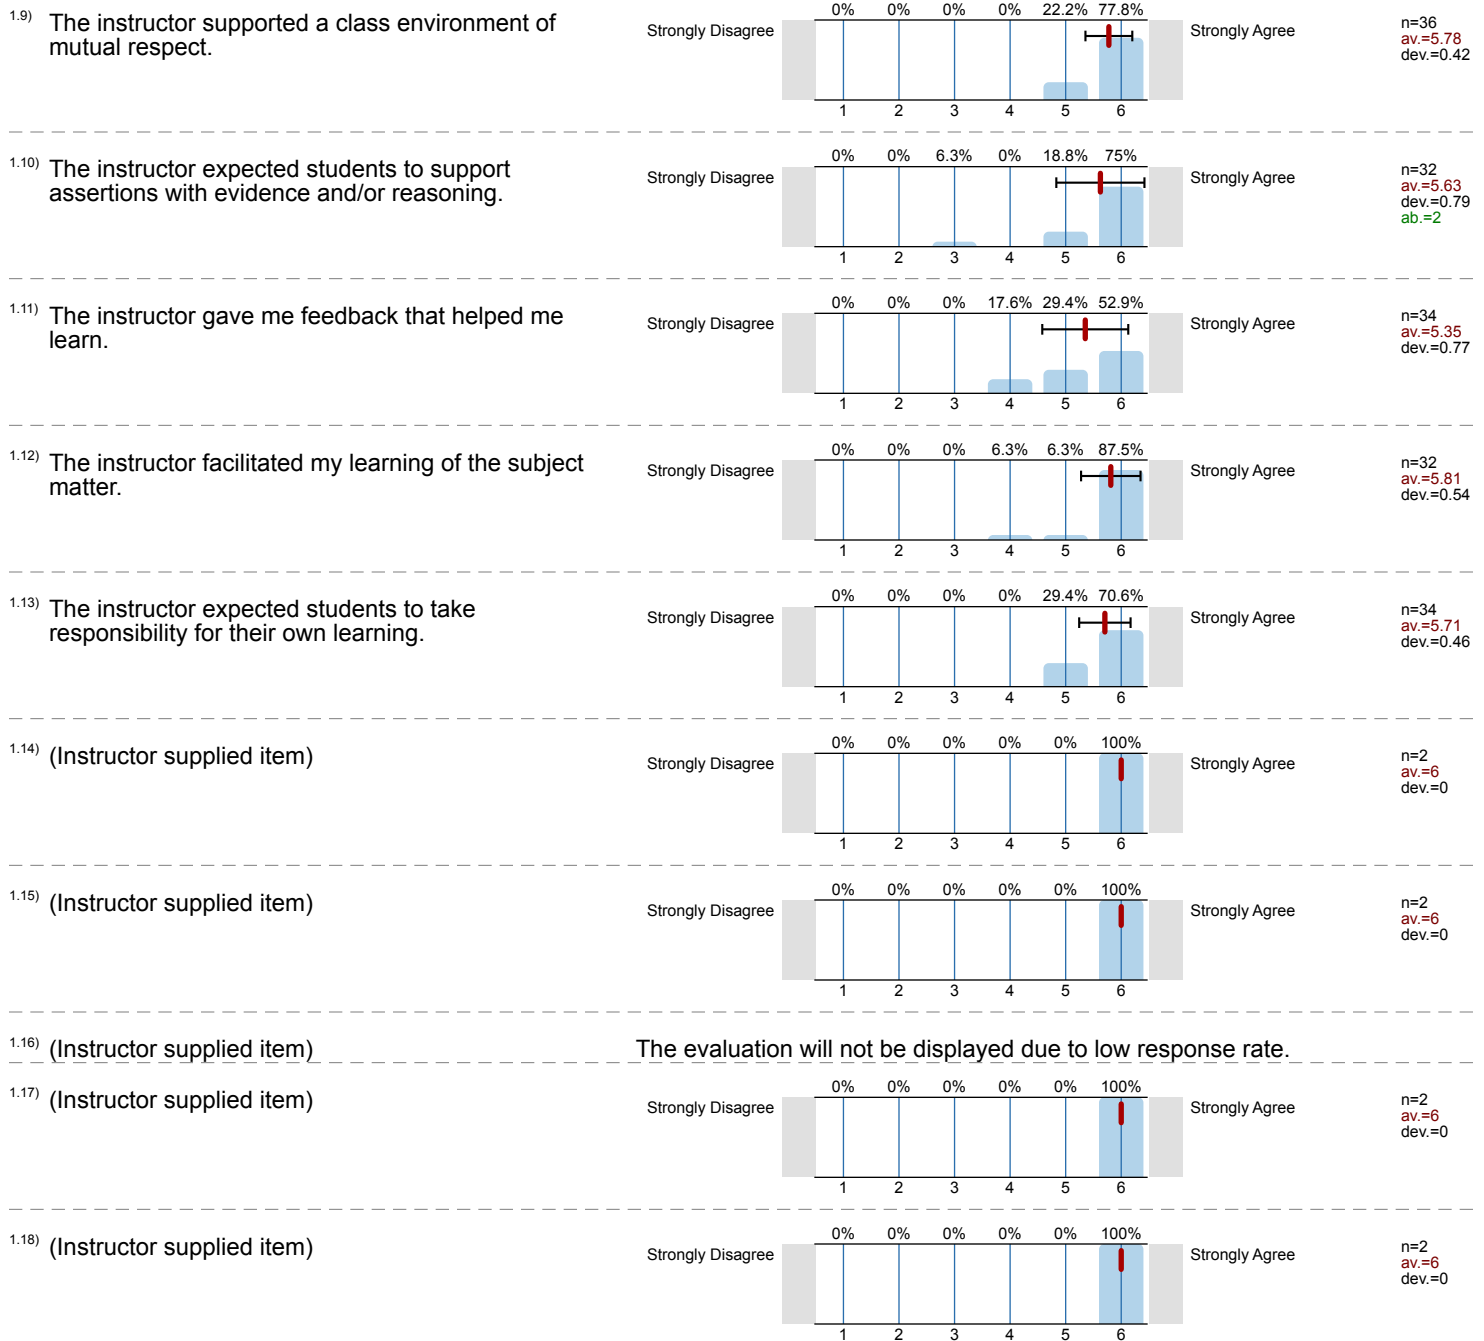 1.9) The instructor supported a class environment of
mutual respect.
0% 0% 0% 0% 22.2% 77.8%
Strongly Disagree
Strongly Agree
n=36
av.=5.78
dev.=0.42
1 2 3 4 5 6
1.10) The instructor expected students to support
assertions with evidence and/or reasoning.
0% 0% 6.3% 0% 18.8% 75%
Strongly Disagree
Strongly Agree
n=32
av.=5.63
dev.=0.79
ab.=2
1 2 3 4 5 6
1.11) The instructor gave me feedback that helped me
learn.
0% 0% 0% 17.6% 29.4% 52.9%
Strongly Disagree
Strongly Agree
n=34
av.=5.35
dev.=0.77
1 2 3 4 5 6
1.12) The instructor facilitated my learning of the subject
matter.
0% 0% 0% 6.3% 6.3% 87.5%
Strongly Disagree
Strongly Agree
n=32
av.=5.81
dev.=0.54
1 2 3 4 5 6
1.13) The instructor expected students to take
responsibility for their own learning.
0% 0% 0% 0% 29.4% 70.6%
Strongly Disagree
Strongly Agree
n=34
av.=5.71
dev.=0.46
1 2 3 4 5 6
1.14) (Instructor supplied item)
0% 0% 0% 0% 0% 100%
Strongly Disagree
Strongly Agree
n=2
av.=6
dev.=0
1 2 3 4 5 6
1.15) (Instructor supplied item)
0% 0% 0% 0% 0% 100%
Strongly Disagree
Strongly Agree
n=2
av.=6
dev.=0
1 2 3 4 5 6
1.16) (Instructor supplied item)
The evaluation will not be displayed due to low response rate.
1.17) (Instructor supplied item)
0% 0% 0% 0% 0% 100%
Strongly Disagree
Strongly Agree
n=2
av.=6
dev.=0
1 2 3 4 5 6
1.18) (Instructor supplied item)
0% 0% 0% 0% 0% 100%
Strongly Disagree
Strongly Agree
n=2
av.=6
dev.=0
1 2 3 4 5 6